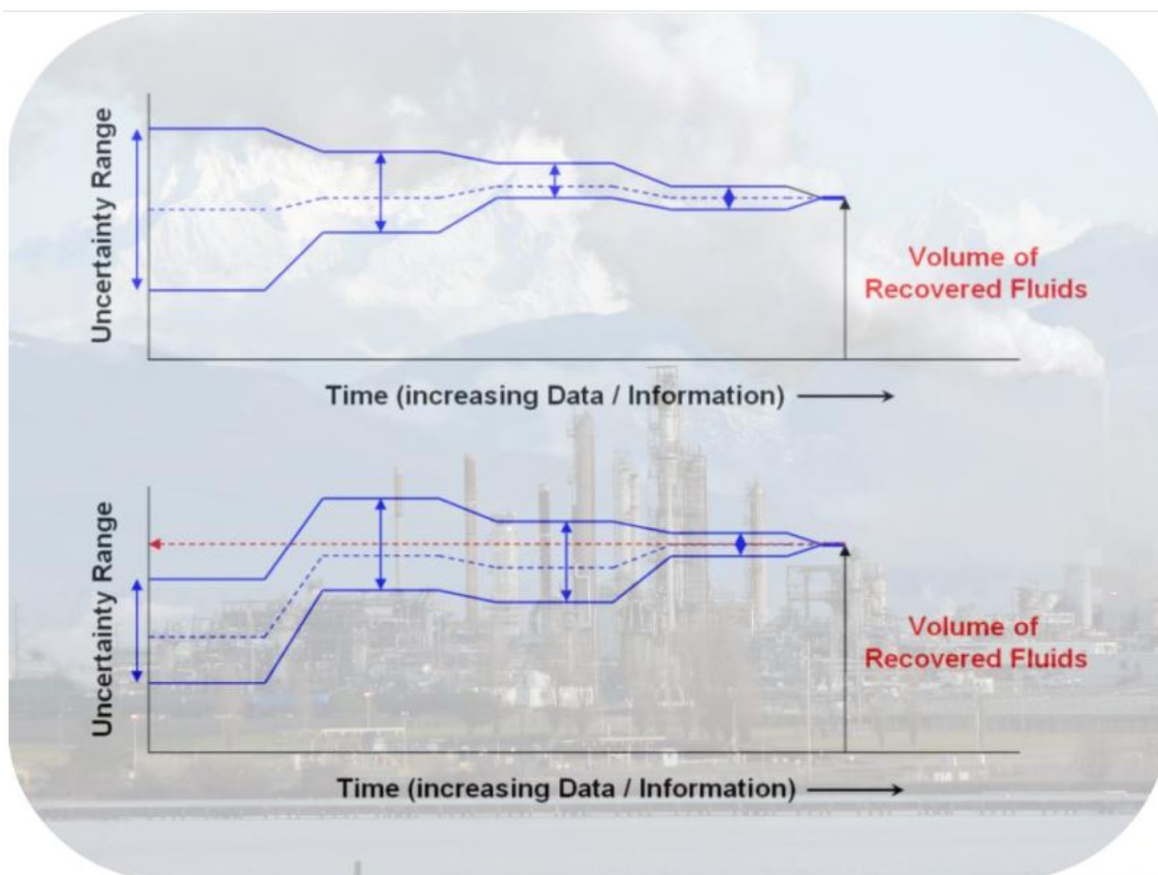 Uncertainty Range
Volume of
Recovered Fluids
Time (increasing Data / Information)
Uncertainty Range
Volume of
Recovered Fluids
Time (increasing Data / Information)